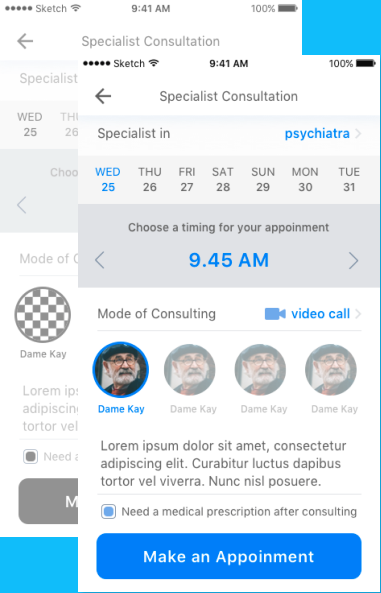 Sketch
9:41 AM
100%
Specialist Consultation
Specialist
WED
25
THU
26
Choo
Mode of C
Dame Kay
Lorem ips
adipiscing
tortor vel
Need a
M
Sketch
9:41 AM
100%
Specialist Consultation
Specialist in
psychiatra
WED THU FRI SAT SUN MON TUE
25 26 27 28 29 30 31
Choose a timing for your appoinment
9.45 AM
Mode of Consulting
video call
Dame Kay Dame Kay Dame Kay Dame Kay
Lorem ipsum dolor sit amet, consectetur
adipiscing elit. Curabitur luctus dapibus
tortor vel viverra. Nunc nisl posuere.
Need a medical prescription after consulting
Make an Appoinment